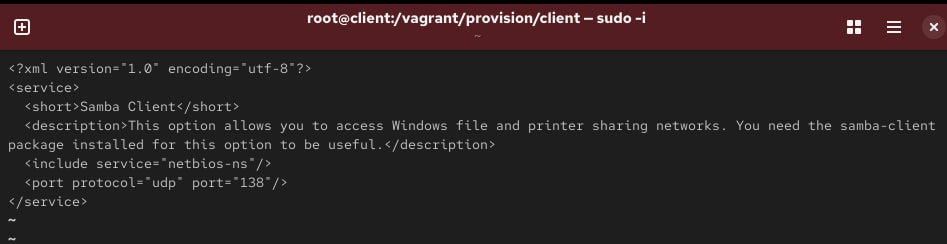 root@client:/vagrant/provision/client — sudo -i
~
<?xml version="1.0" encoding="utf-8"?>
<service>
  <short>Samba Client</short>
  <description>This option allows you to access Windows file and printer sharing networks. You need the samba-client
package installed for this option to be useful.</description>
  <include service="netbios-ns"/>
  <port protocol="udp" port="138"/>
</service>
~
~